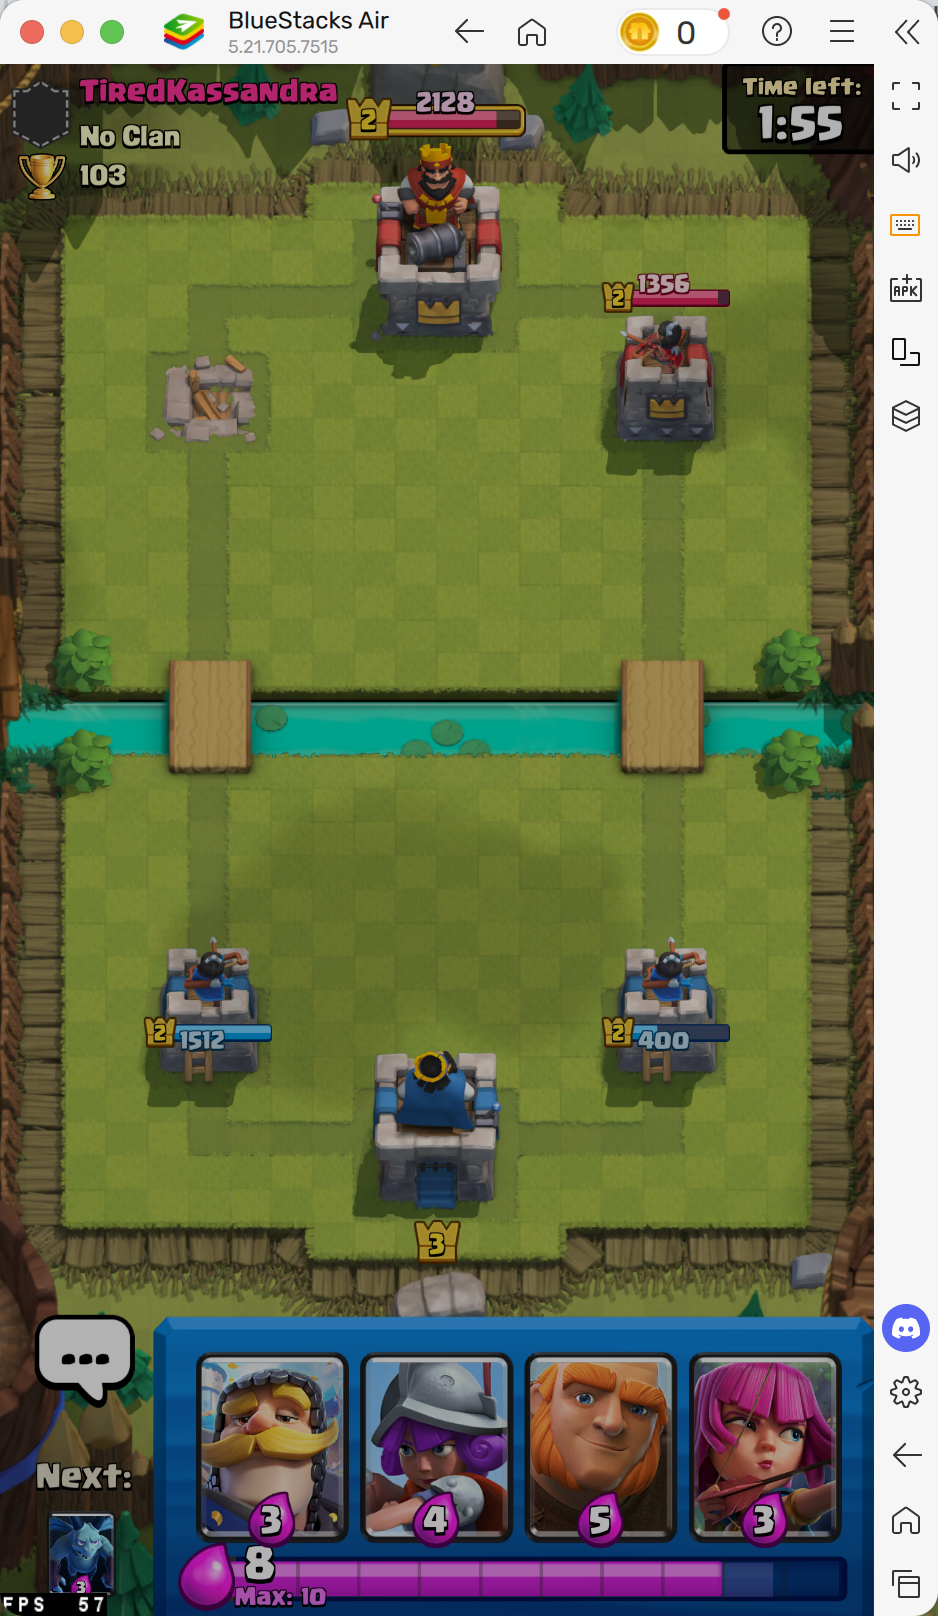 BlueStacks Air
5.21.705.7515
0
TiredKassandra
No Clan
103
2
2128
Time left:
1:55
2
1356
APK
2
1512
2
400
3
...
Next:
3
3
4
5
3
8
Max: 10
FPS 57